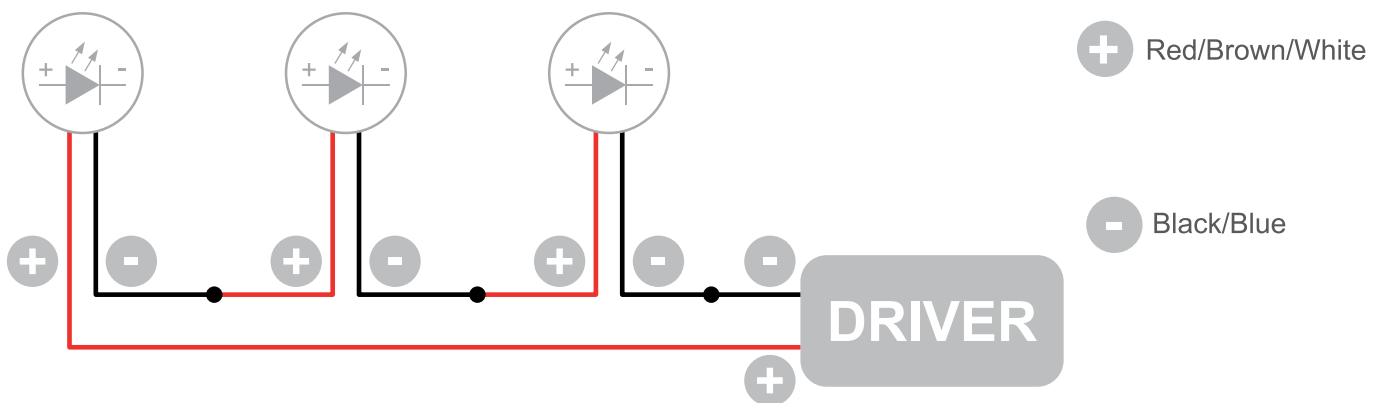 + -
+ -
+ -
+ Red/Brown/White
- Black/Blue
+ - + - + - -
DRIVER
+